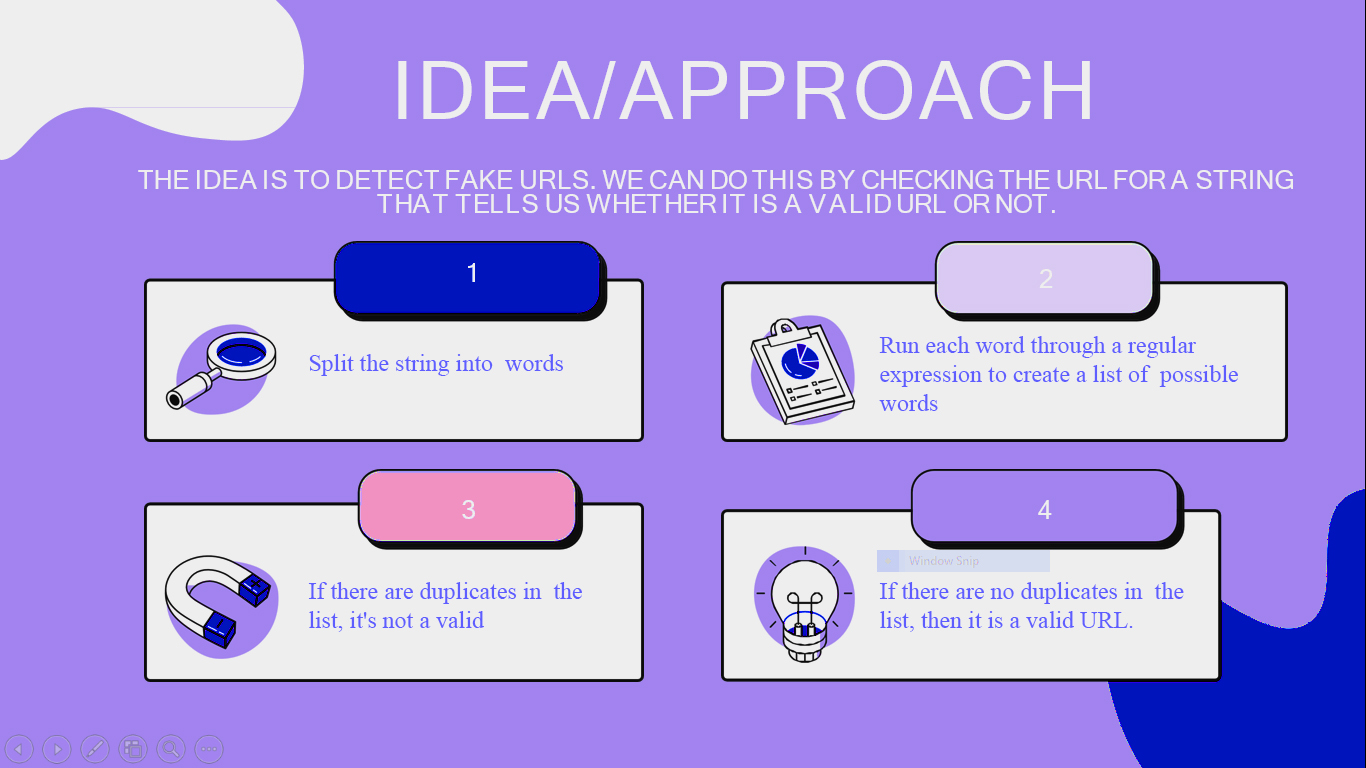 IDEA/APPROACH
THE IDEA IS TO DETECT FAKE URLS. WE CAN DO THIS BY CHECKING THE URL FOR A STRING
THAT TELLS US WHETHER IT IS A VALID URL OR NOT.
1
Split the string into words
2
Run each word through a regular
expression to create a list of possible
words
3
If there are duplicates in the
list, it's not a valid
4
Window Snip
If there are no duplicates in the
list, then it is a valid URL.